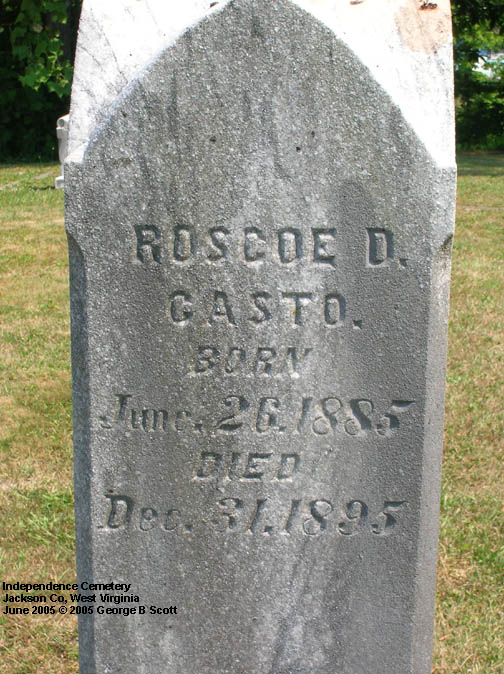 ROSCOE D.
CASTO.
BORN
June. 26. 1885
DIED
Dec. 31. 1895
Independence Cemetery
Jackson Co, West Virginia
June 2005 © 2005 George B Scott